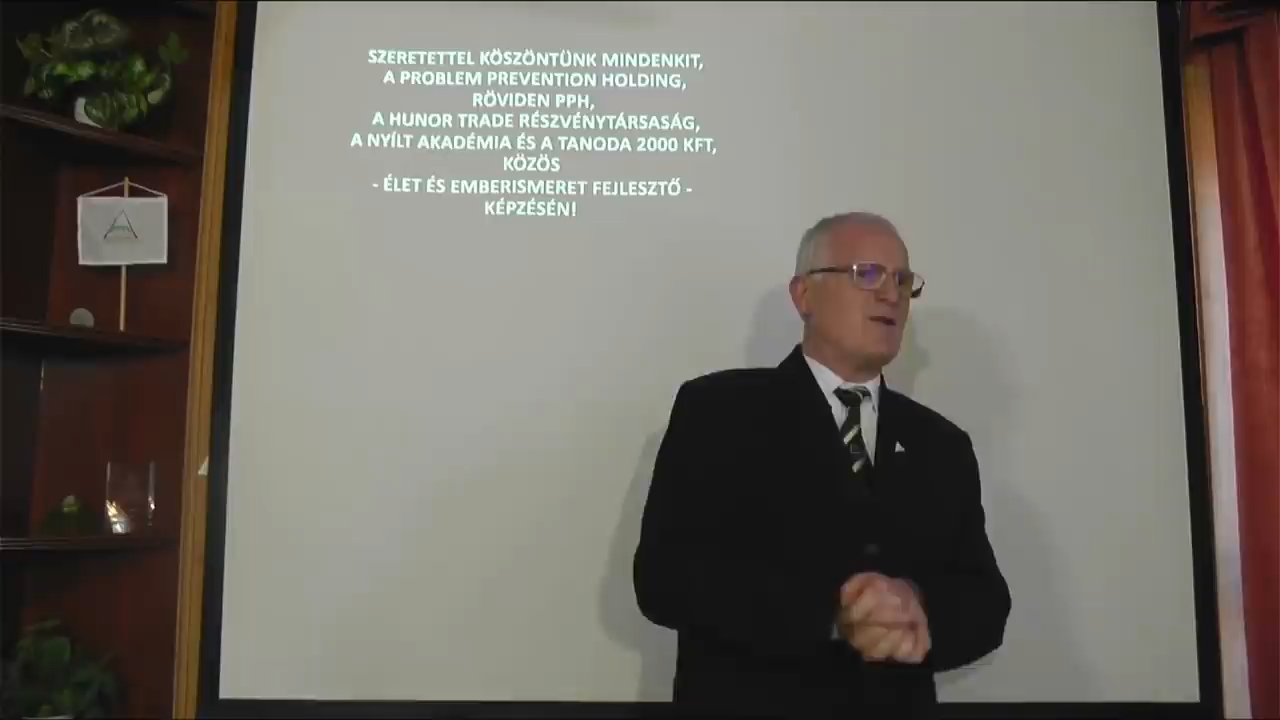 SZERETETTEL KÖSZÖNTÜNK MINDENKIT,
A PROBLEM PREVENTION HOLDING,
RÖVIDEN PPH,
A HUNOR TRADE RÉSZVÉNYTÁRSASÁG,
A NYÍLT AKADÉMIA ÉS A TANODA 2000 KFT,
KÖZÖS
- ÉLET ÉS EMBERISMERET FEJLESZTŐ -
KÉPZÉSÉN!